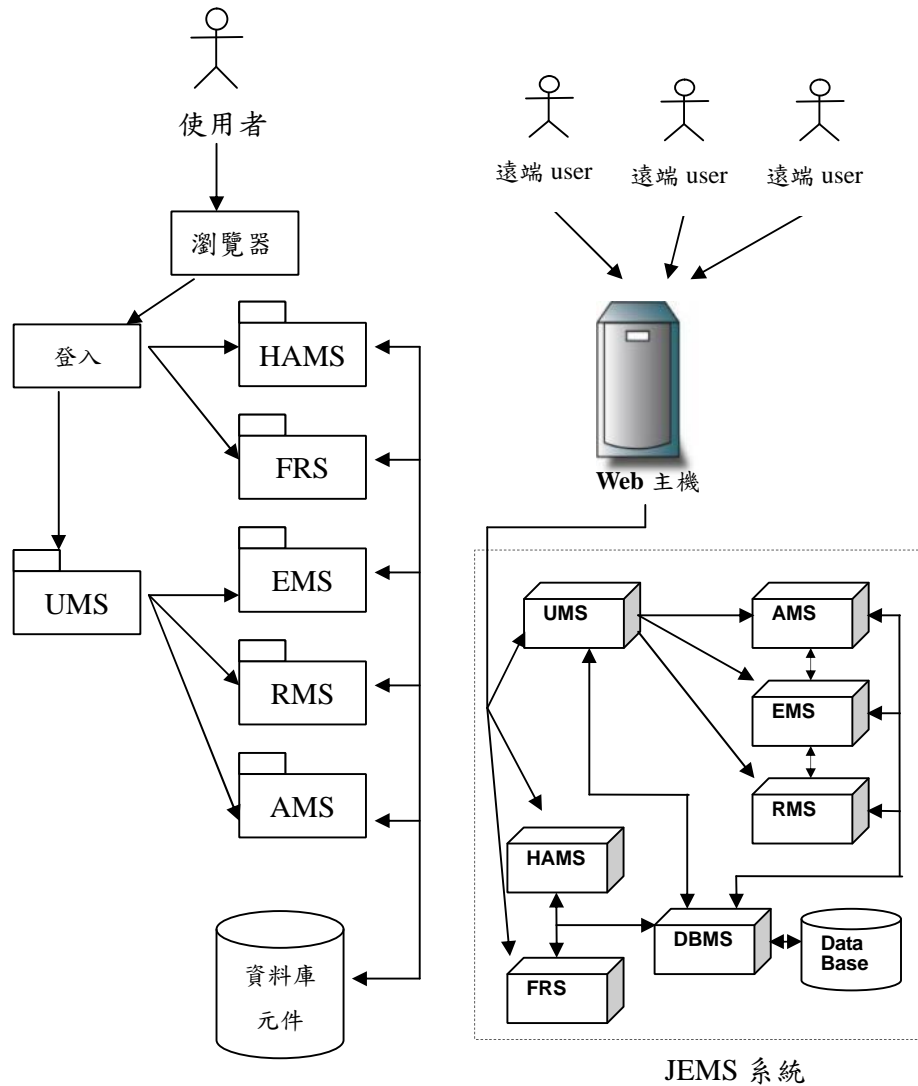 使用者
瀏覽器
登入
HAMS
FRS
UMS
EMS
RMS
AMS
資料庫
元件
遠端 user
遠端 user
遠端 user
Web 主機
UMS
AMS
EMS
RMS
HAMS
FRS
DBMS
Data
Base
JEMS 系統